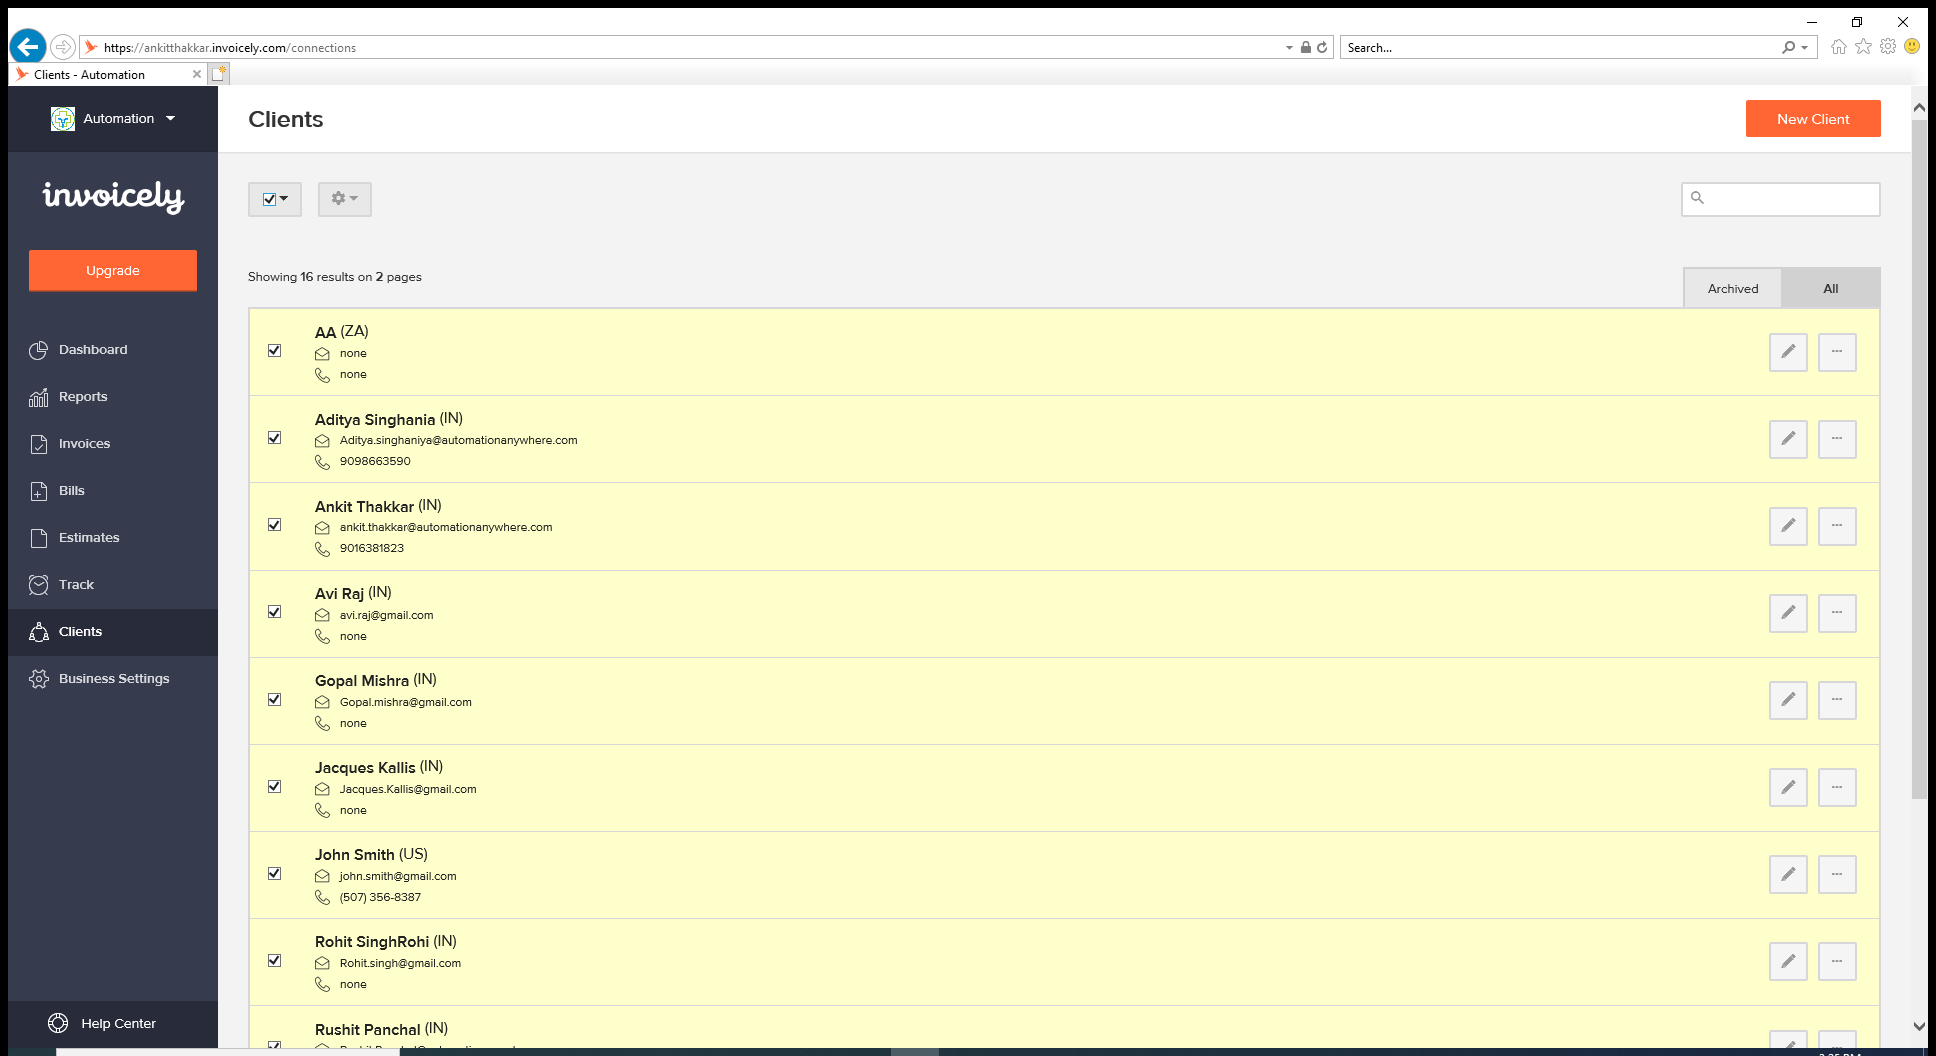 https://ankitthakkar.invoicely.com/connections
Search...
Clients - Automation
Automation
Clients
New Client
invoicely
Upgrade
Showing 16 results on 2 pages
Archived
All
Dashboard
Reports
Invoices
Bills
Estimates
Track
Clients
Business Settings
Help Center
AA (ZA)
none
none
Aditya Singhania (IN)
Aditya.singhaniya@automationanywhere.com
9098663590
Ankit Thakkar (IN)
ankit.thakkar@automationanywhere.com
9016381823
Avi Raj (IN)
avi.raj@gmail.com
none
Gopal Mishra (IN)
Gopal.mishra@gmail.com
none
Jacques Kallis (IN)
Jacques.Kallis@gmail.com
none
John Smith (US)
john.smith@gmail.com
(507) 356-8387
Rohit SinghRohi (IN)
Rohit.singh@gmail.com
none
Rushit Panchal (IN)